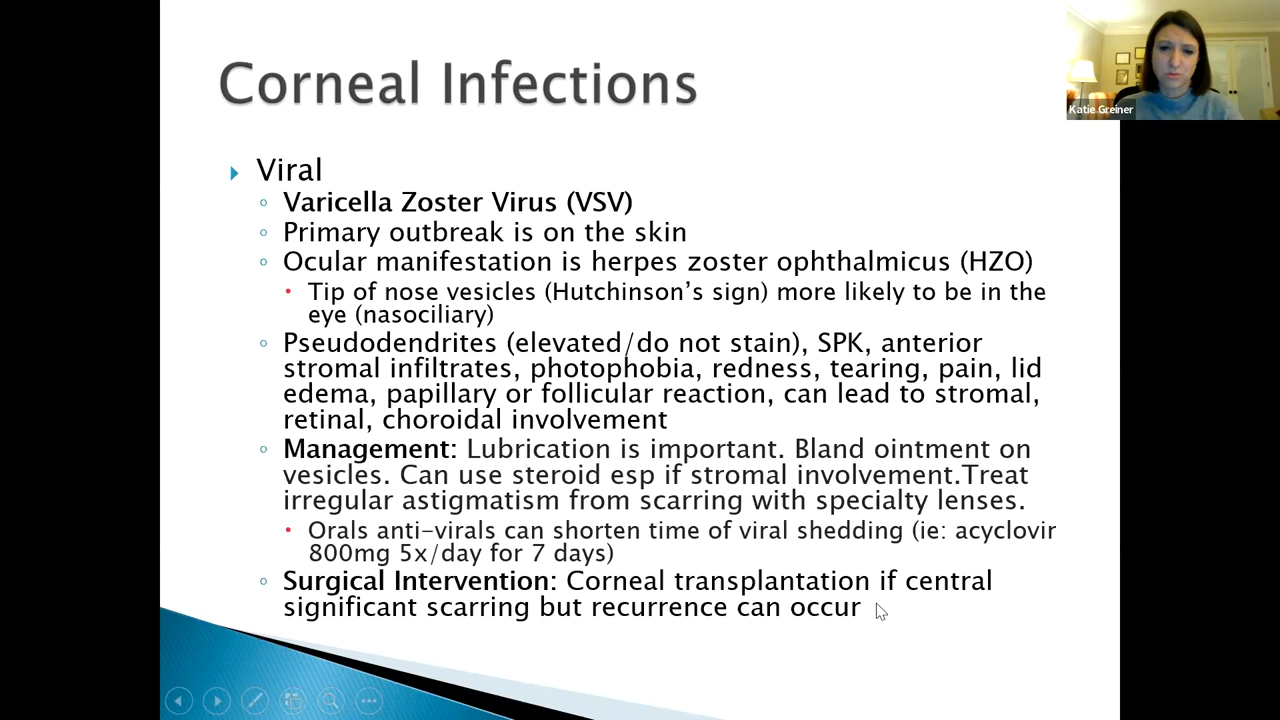 Corneal Infections
Katie Greiner
Viral
Varicella Zoster Virus (VSV)
Primary outbreak is on the skin
Ocular manifestation is herpes zoster ophthalmicus (HZO)
Tip of nose vesicles (Hutchinson’s sign) more likely to be in the
eye (nasociliary)
Pseudodendrites (elevated/do not stain), SPK, anterior
stromal infiltrates, photophobia, redness, tearing, pain, lid
edema, papillary or follicular reaction, can lead to stromal,
retinal, choroidal involvement
Management: Lubrication is important. Bland ointment on
vesicles. Can use steroid esp if stromal involvement.Treat
irregular astigmatism from scarring with specialty lenses.
Orals anti-virals can shorten time of viral shedding (ie: acyclovir
800mg 5x/day for 7 days)
Surgical Intervention: Corneal transplantation if central
significant scarring but recurrence can occur